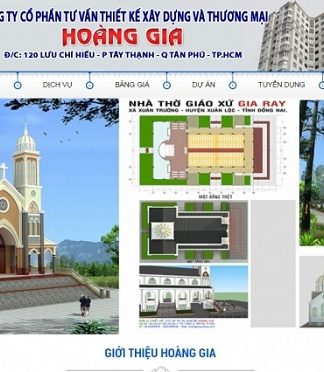 G TY CỔ PHẦN TƯ VẤN THIẾT KẾ XÂY DỰNG VÀ THƯƠNG MẠI
HOÀNG GIA
Đ/C: 120 LƯU CHÍ HIẾU - P TÂY THẠNH - Q TÂN PHÚ - TP.HCM
DỊCH VỤ BẢNG GIÁ DỰ ÁN TUYỂN DỤNG
NHÀ THỜ GIÁO XỨ GIA RAY
XÃ XUÂN TRƯỜNG - HUYỆN XUÂN LỘC - TỈNH ĐỒNG NAI.
MẶT BẰNG TRỆT
GIỚI THIỆU HOÀNG GIA